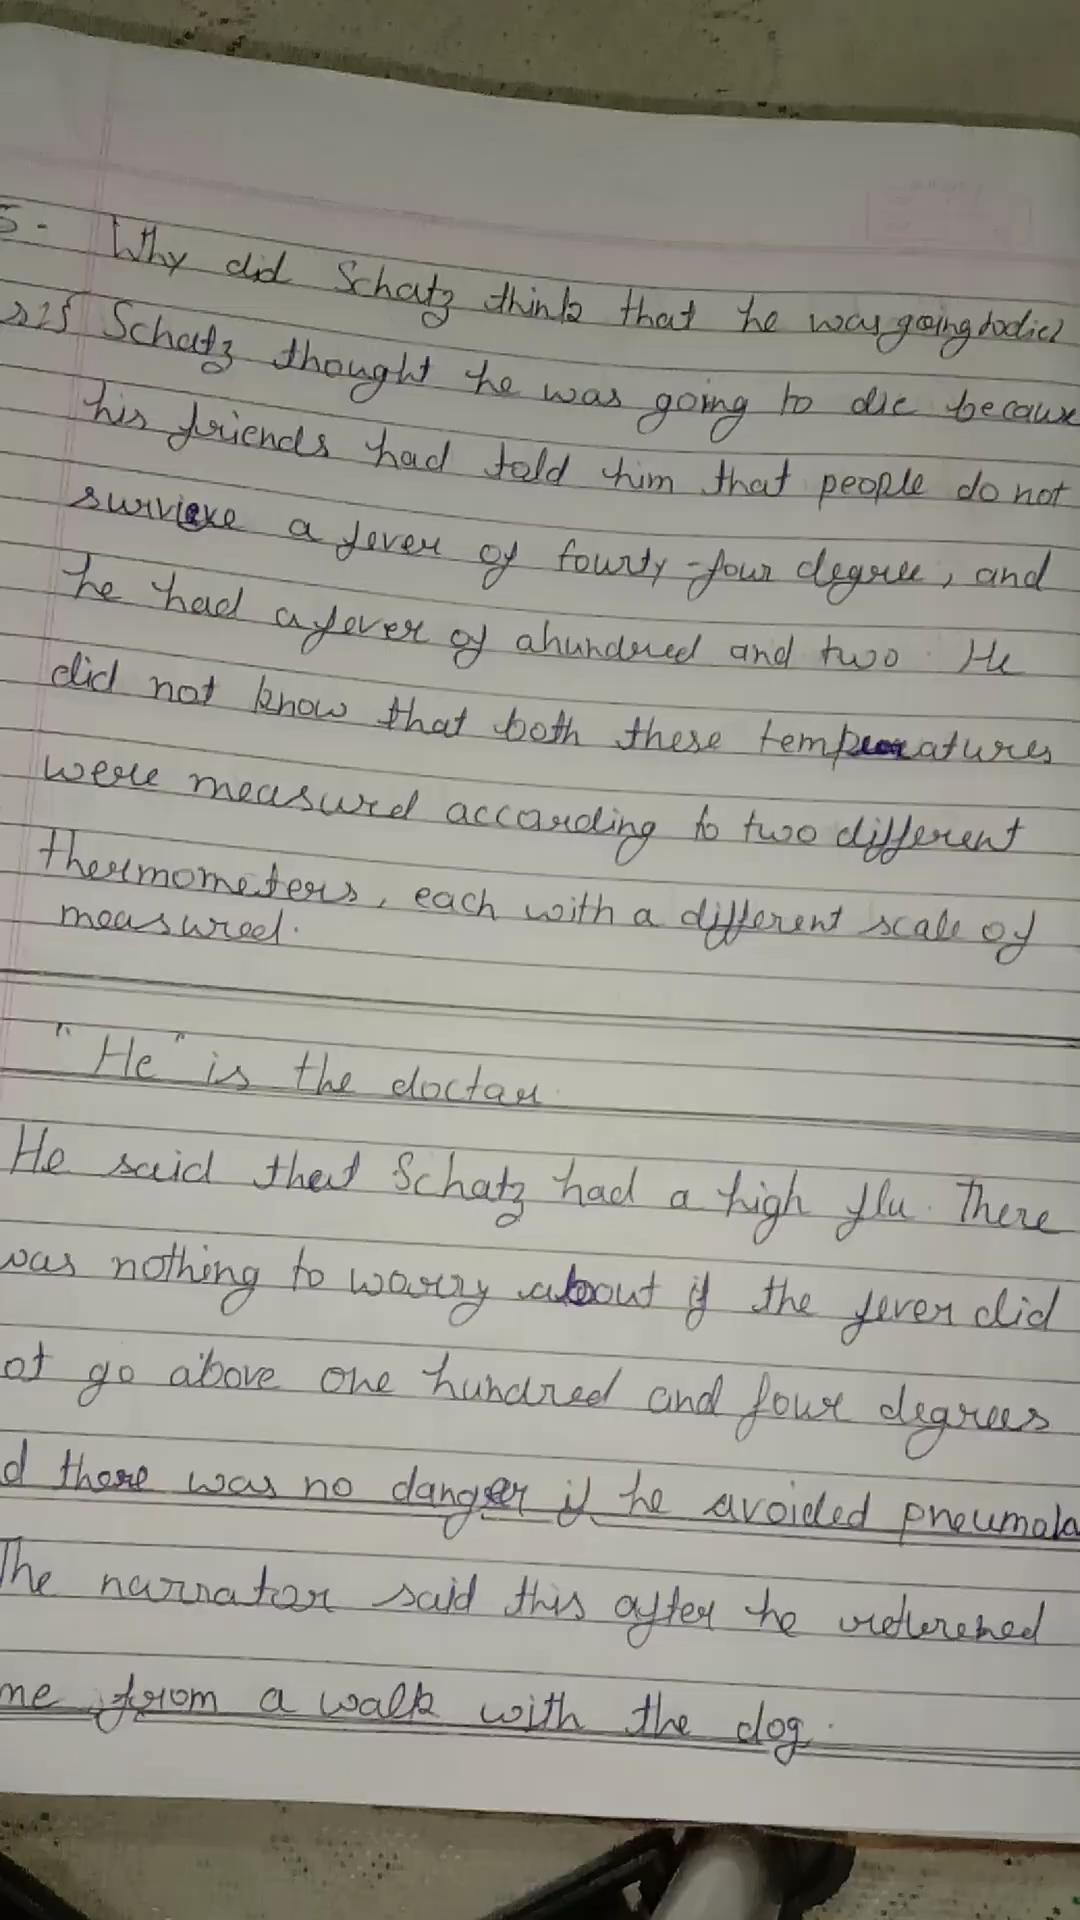 5. Why did Schatz think that he was going to die?
Schatz thought he was going to die because
his friends had told him that people do not
survive a fever of fourty-four degree, and
he had a fever of ahundred and two. He
did not know that both these temperatures
were measurd according to two different
thermometers, each with a different scale of
measured.
"He" is the doctor.
He said that Schatz had a high flu. There
was nothing to worry about if the fever did
ot go above one hundred and four degrees
d there was no danger if he avoided pneumo
The narrator said this after he
me from a walk with the dog.